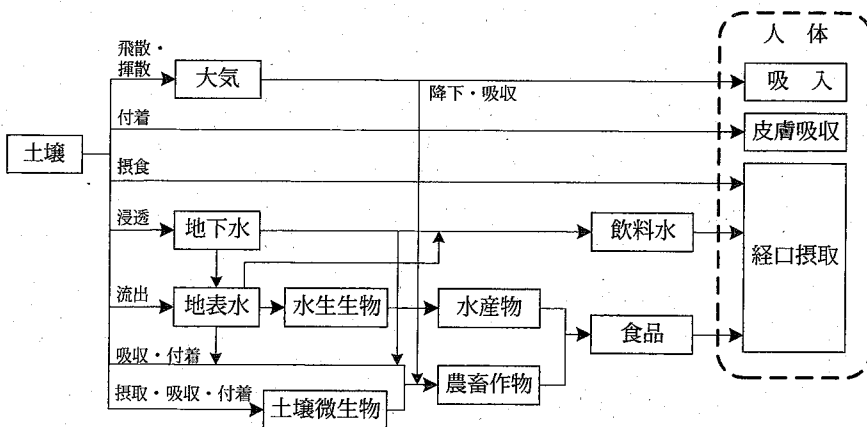 人 体
飛散・
揮散
大気
降下・吸収
吸 入
付着
皮膚吸収
土壌
摂食
浸透
地下水
飲料水
経口摂取
流出
地表水
水生生物
水産物
食品
吸収・付着
摂取・吸収・付着
土壌微生物
農畜作物